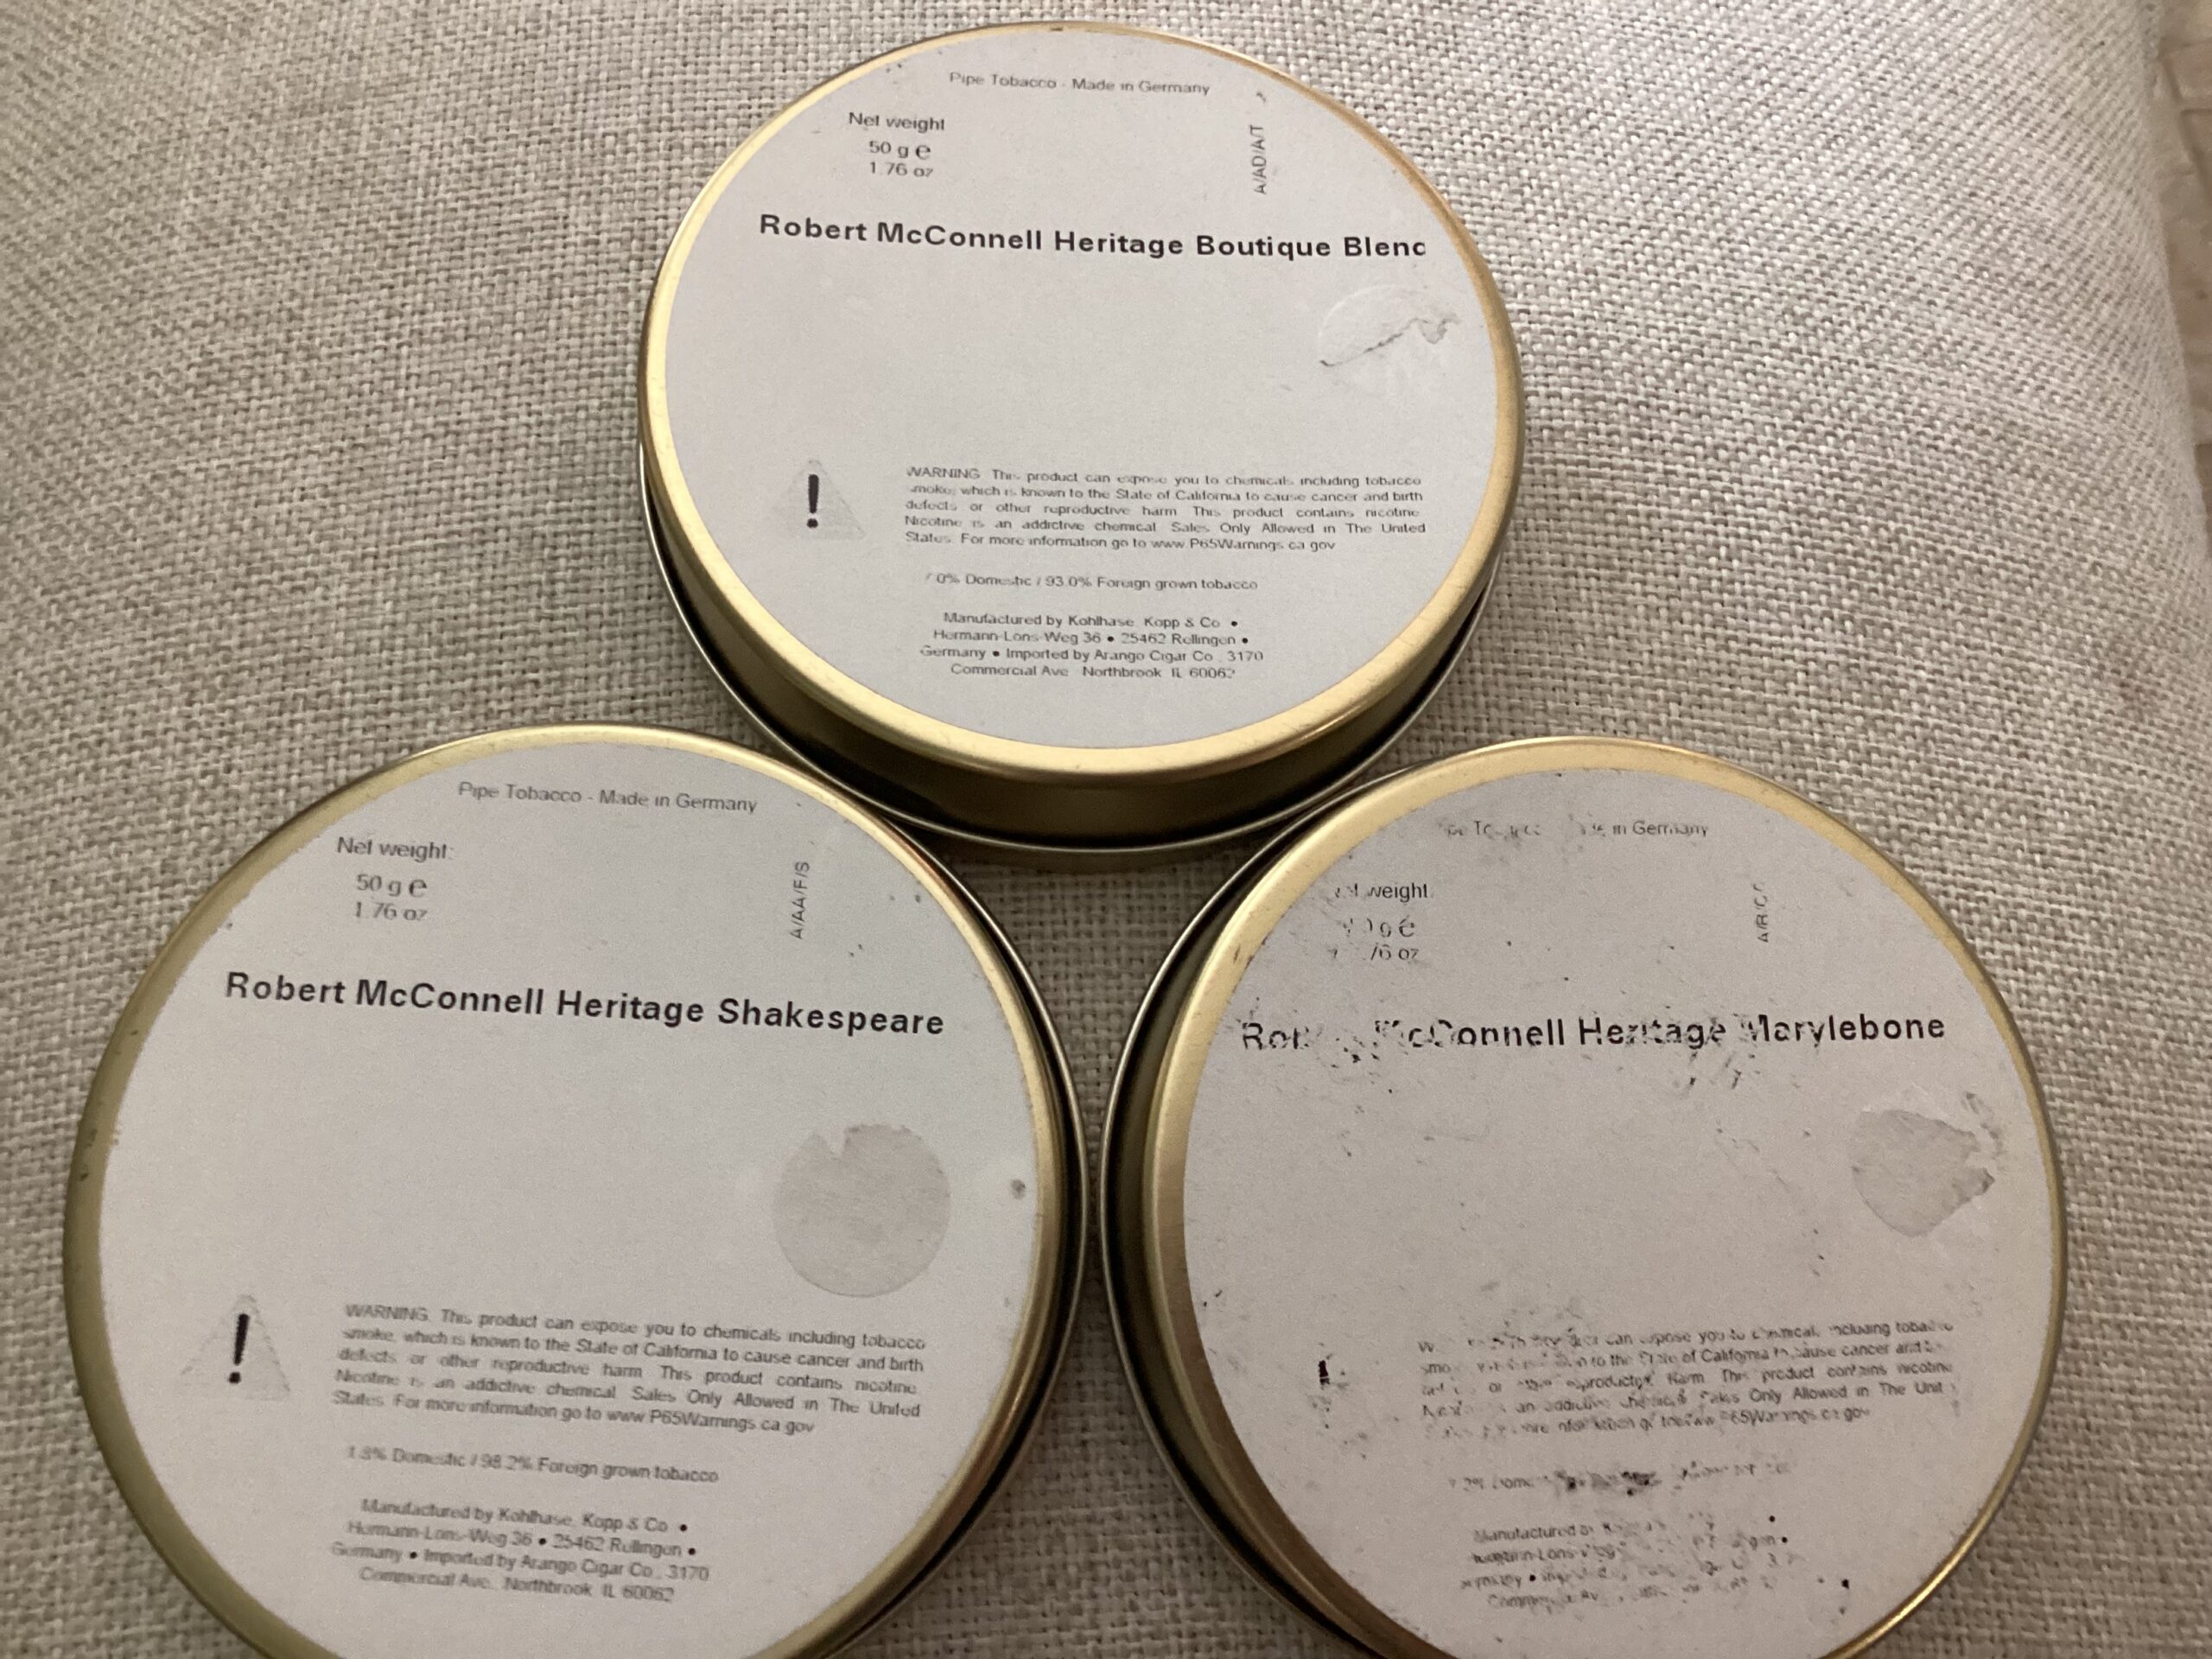 Pipe Tobacco - Made in Germany
Net weight
50 g e
1.76 oz
A/AD/A/T
Robert McConnell Heritage Boutique Blend
WARNING This product can expose you to chemicals including tobacco
smoke, which is known to the State of California to cause cancer and birth
defects or other reproductive harm This product contains nicotine
Nicotine is an addictive chemical Sales Only Allowed in The United
States. For more information go to www.P65Warnings.ca.gov
0% Domestic / 93.0% Foreign grown tobacco
Manufactured by Kohlhase, Kopp & Co •
Hermann-Lons-Weg 36 • 25462 Rellingen •
Germany • Imported by Arango Cigar Co., 3170
Commercial Ave Northbrook IL 60062
Pipe Tobacco - Made in Germany
Net weight:
50 g e
1.76 oz
A/AA/F/S
Robert McConnell Heritage Shakespeare
WARNING. This product can expose you to chemicals including tobacco
smoke, which is known to the State of California to cause cancer and birth
defects or other reproductive harm This product contains nicotine.
Nicotine is an addictive chemical Sales Only Allowed in The United
States For more information go to www.P65Warnings.ca.gov
1.8% Domestic / 98.2% Foreign grown tobacco
Manufactured by Kohlhase, Kopp & Co •
Hermann-Lons-Weg 36 • 25462 Rellingen •
Germany • Imported by Arango Cigar Co., 3170
Commercial Ave. Northbrook IL 60062
in Germany
weight
oz
McConnell Heritage Marylebone
can expose you to chemicals including tobacco
to the State of California to cause cancer and
or other reproductive harm This product contains nicotine
an addictive chemical Sales Only Allowed in The
P65Warnings.ca.gov
Manufactured